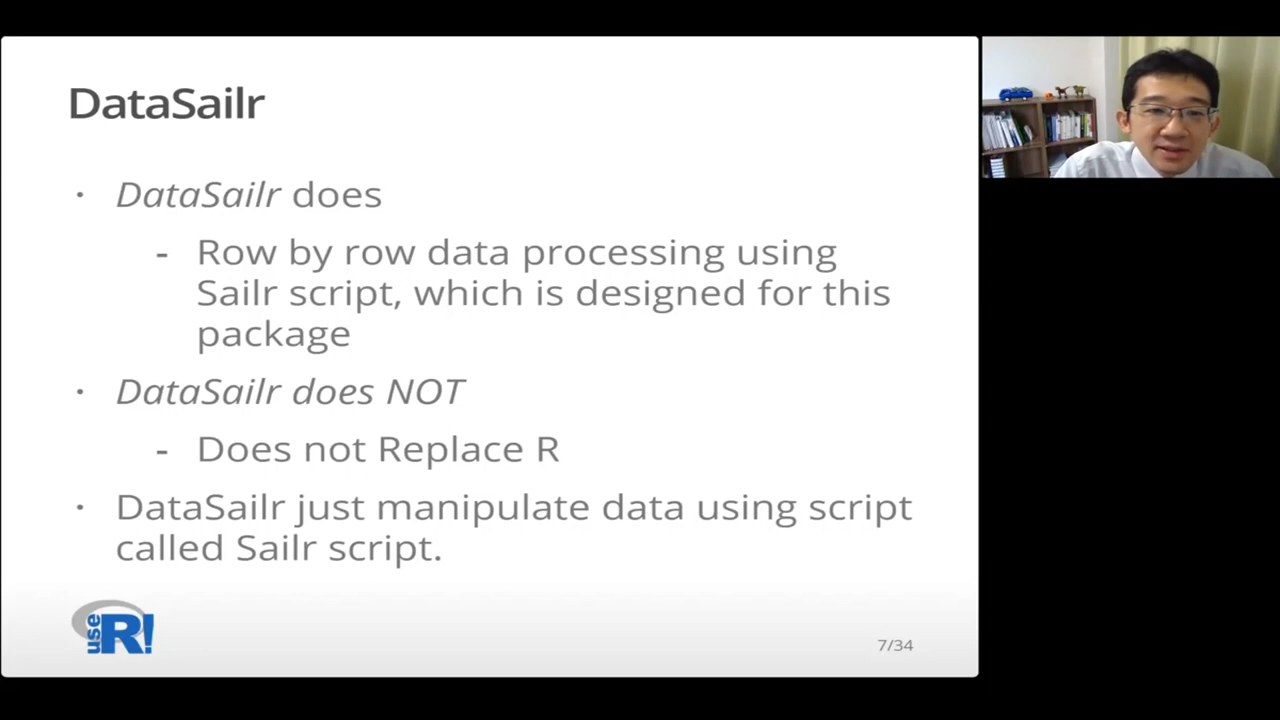 DataSailr
· DataSailr does
- Row by row data processing using
Sailr script, which is designed for this
package
· DataSailr does NOT
- Does not Replace R
· DataSailr just manipulate data using script
called Sailr script.
use R!
7/34